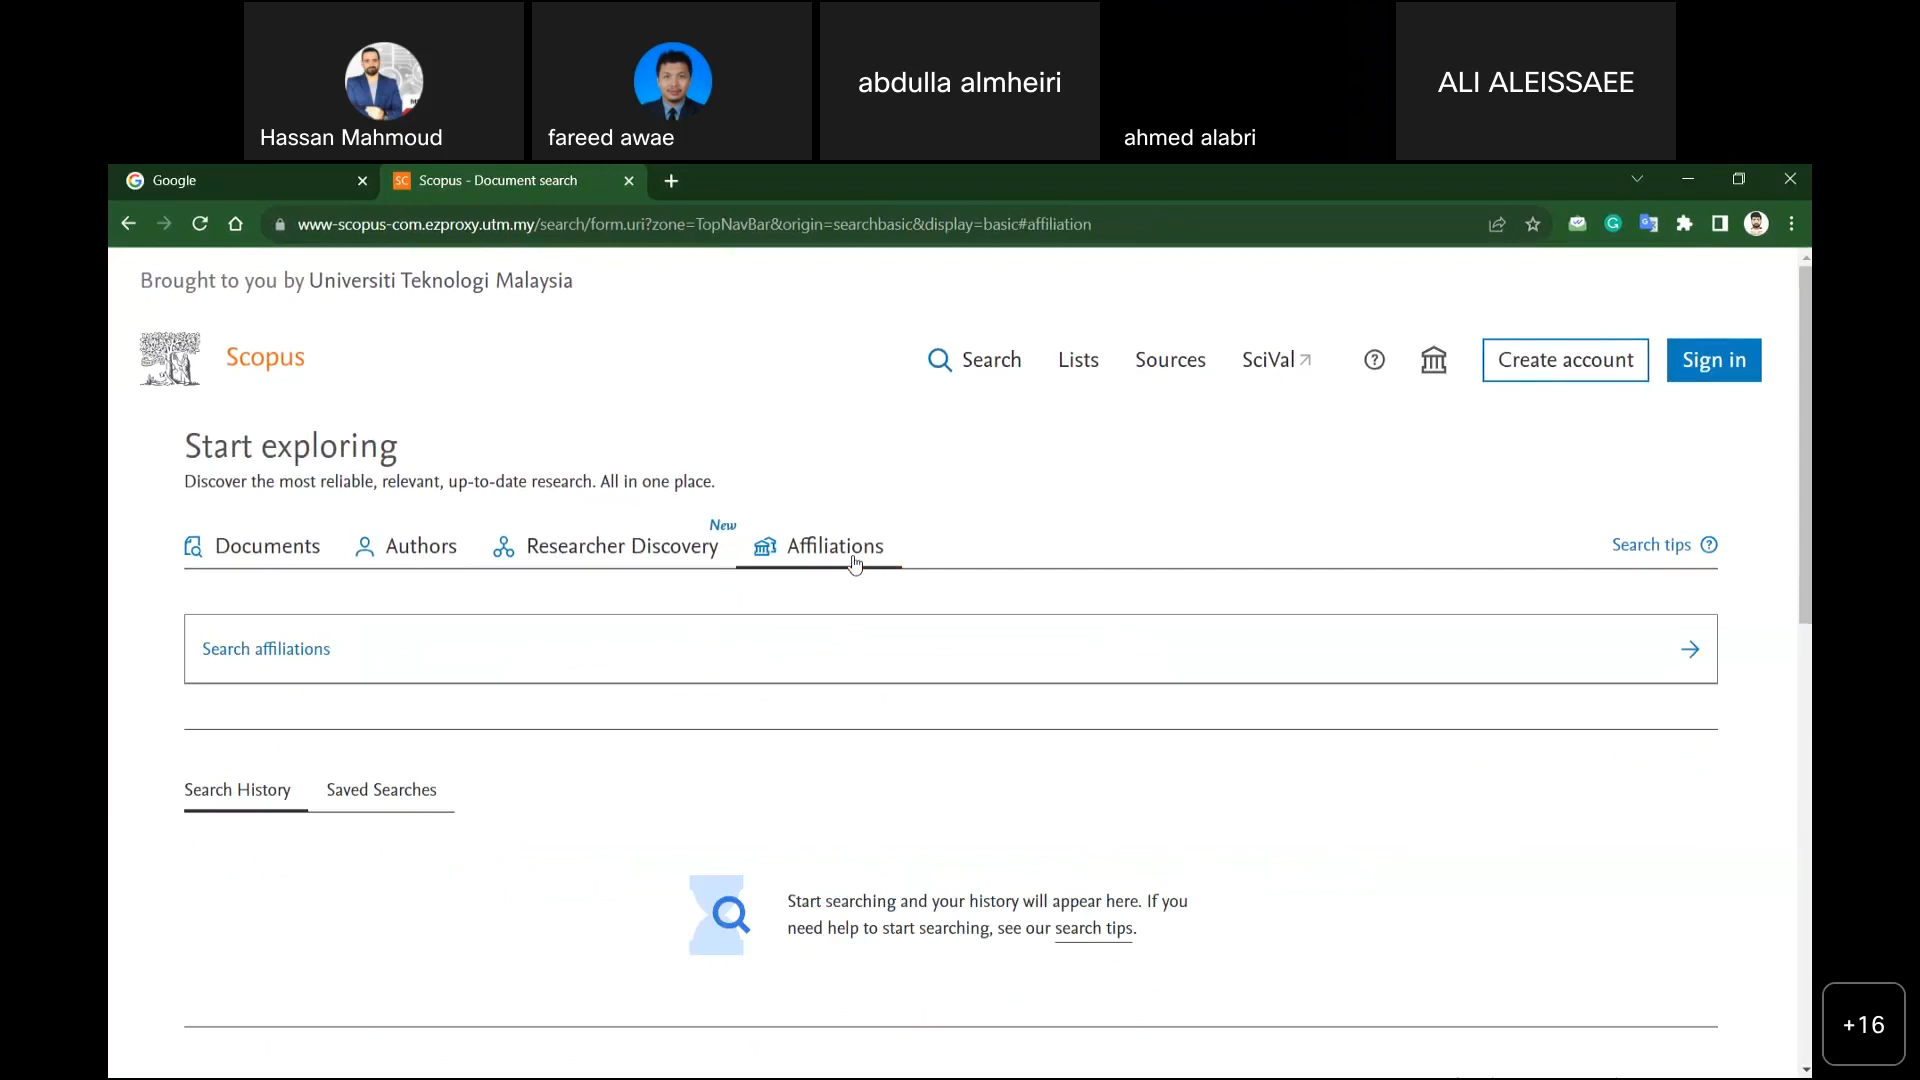 Hassan Mahmoud
fareed awae
abdulla almheiri
ahmed alabri
ALI ALEISSAEE
Google
SC Scopus - Document search
www-scopus-com.ezproxy.utm.my/search/form.uri?zone=TopNavBar&origin=searchbasic&display=basic#affiliation
Brought to you by Universiti Teknologi Malaysia
Scopus
Search Lists Sources SciVal Create account Sign in
Start exploring
Discover the most reliable, relevant, up-to-date research. All in one place.
New
Documents Authors Researcher Discovery Affiliations Search tips
Search affiliations
Search History Saved Searches
Start searching and your history will appear here. If you
need help to start searching, see our search tips.
+16